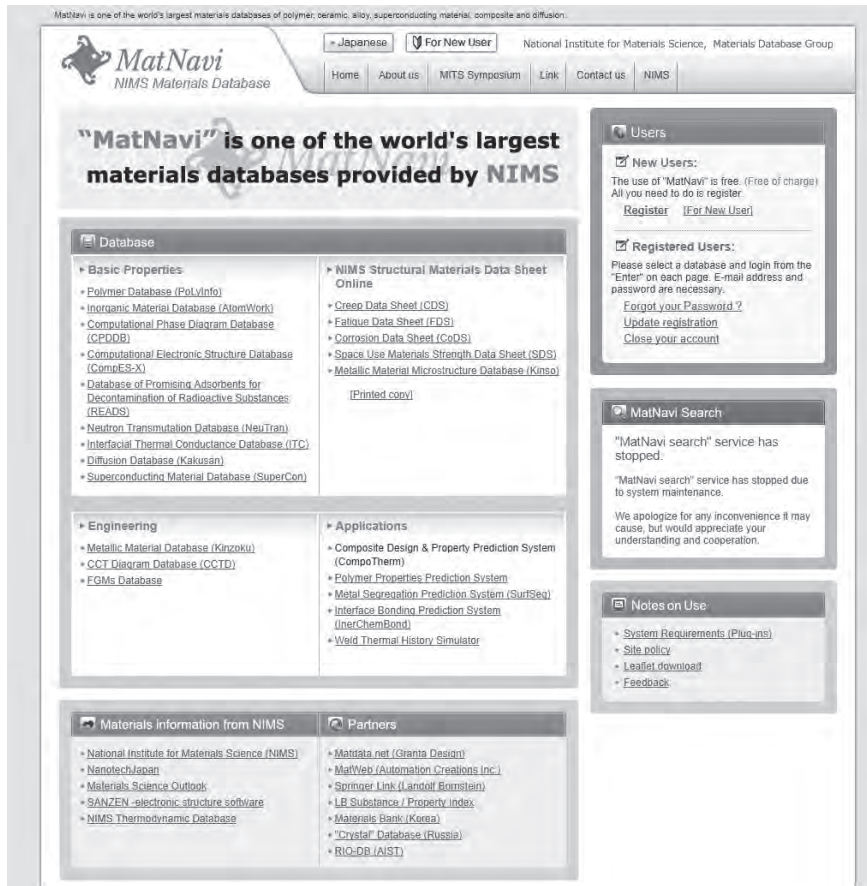 MatNavi is one of the world's largest materials databases of polymer, ceramic, alloy, superconducting material, composite and diffusion.
MatNavi
NIMS Materials Database
Japanese
For New User
National Institute for Materials Science, Materials Database Group
Home
About us
MITS Symposium
Link
Contact us
NIMS
"MatNavi" is one of the world's largest
materials databases provided by NIMS
MatNavi
Database
Basic Properties
Polymer Database (PoLyInfo)
Inorganic Material Database (AtomWork)
Computational Phase Diagram Database
(CPDDB)
Computational Electronic Structure Database
(CompES-X)
Database of Promising Adsorbents for
Decontamination of Radioactive Substances
(READS)
Neutron Transmutation Database (NeuTran)
Interfacial Thermal Conductance Database (ITC)
Diffusion Database (Kakusan)
Superconducting Material Database (SuperCon)
NIMS Structural Materials Data Sheet
Online
Creep Data Sheet (CDS)
Fatigue Data Sheet (FDS)
Corrosion Data Sheet (CoDS)
Space Use Materials Strength Data Sheet (SDS)
Metallic Material Microstructure Database (Kinso)
[Printed copy]
Engineering
Metallic Material Database (Kinzoku)
CCT Diagram Database (CCTD)
FGMs Database
Applications
Composite Design & Property Prediction System
(CompoTherm)
Polymer Properties Prediction System
Metal Segregation Prediction System (SurfSeg)
Interface Bonding Prediction System
(InerChemBond)
Weld Thermal History Simulator
Materials information from NIMS
National Institute for Materials Science (NIMS)
NanotechJapan
Materials Science Outlook
SANZEN -electronic structure software
NIMS Thermodynamic Database
Partners
Matdata.net (Granta Design)
MatWeb (Automation Creations Inc.)
Springer Link (Landolf Bornstein)
LB Substance / Property Index
Materials Bank (Korea)
"Crystal" Database (Russia)
RIO-DB (AIST)
Users
New Users:
The use of "MatNavi" is free. (Free of charge)
All you need to do is register.
Register [For New User]
Registered Users:
Please select a database and login from the
"Enter" on each page. E-mail address and
password are necessary.
Forgot your Password ?
Update registration
Close your account
MatNavi Search
"MatNavi search" service has
stopped.
"MatNavi search" service has stopped due
to system maintenance.
We apologize for any inconvenience it may
cause, but would appreciate your
understanding and cooperation.
Notes on Use
System Requirements (Plug-ins)
Site policy
Leaflet download
Feedback